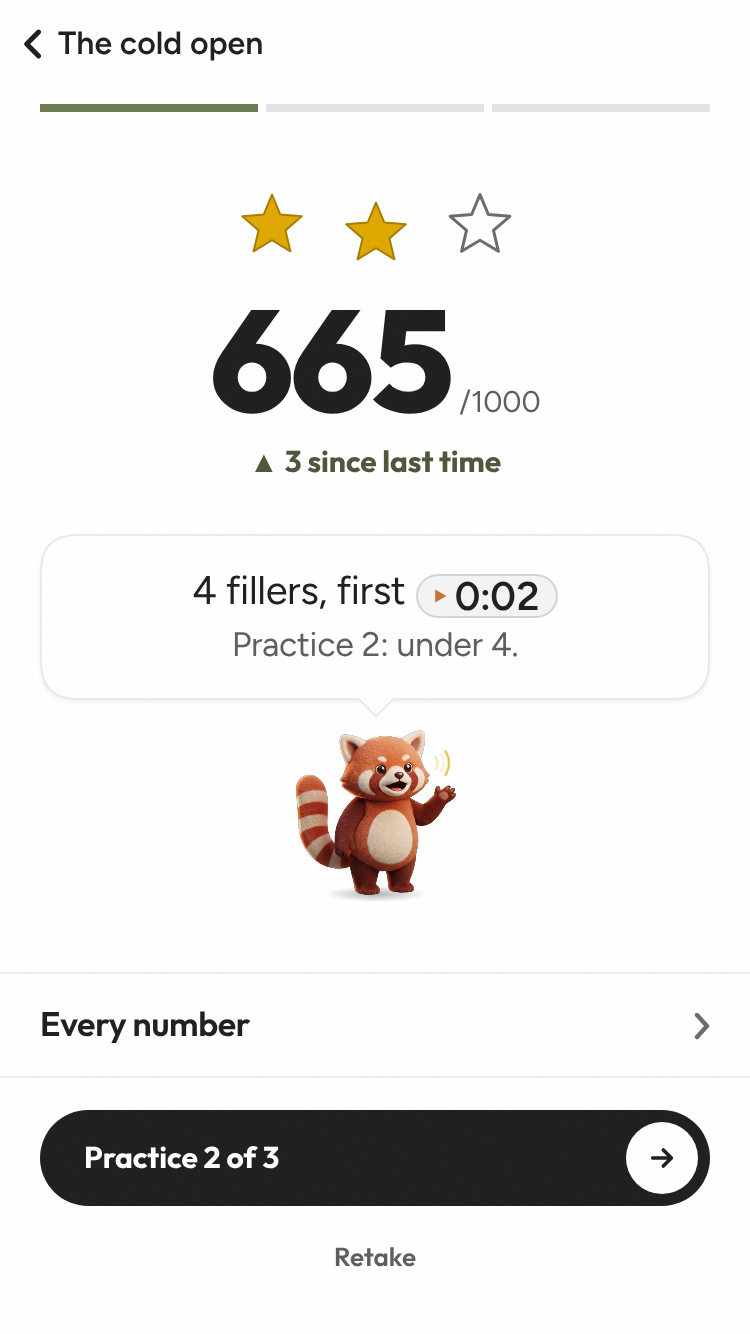 The cold open
665 /1000
▲ 3 since last time
4 fillers, first ▶ 0:02
Practice 2: under 4.
Every number
Practice 2 of 3
Retake